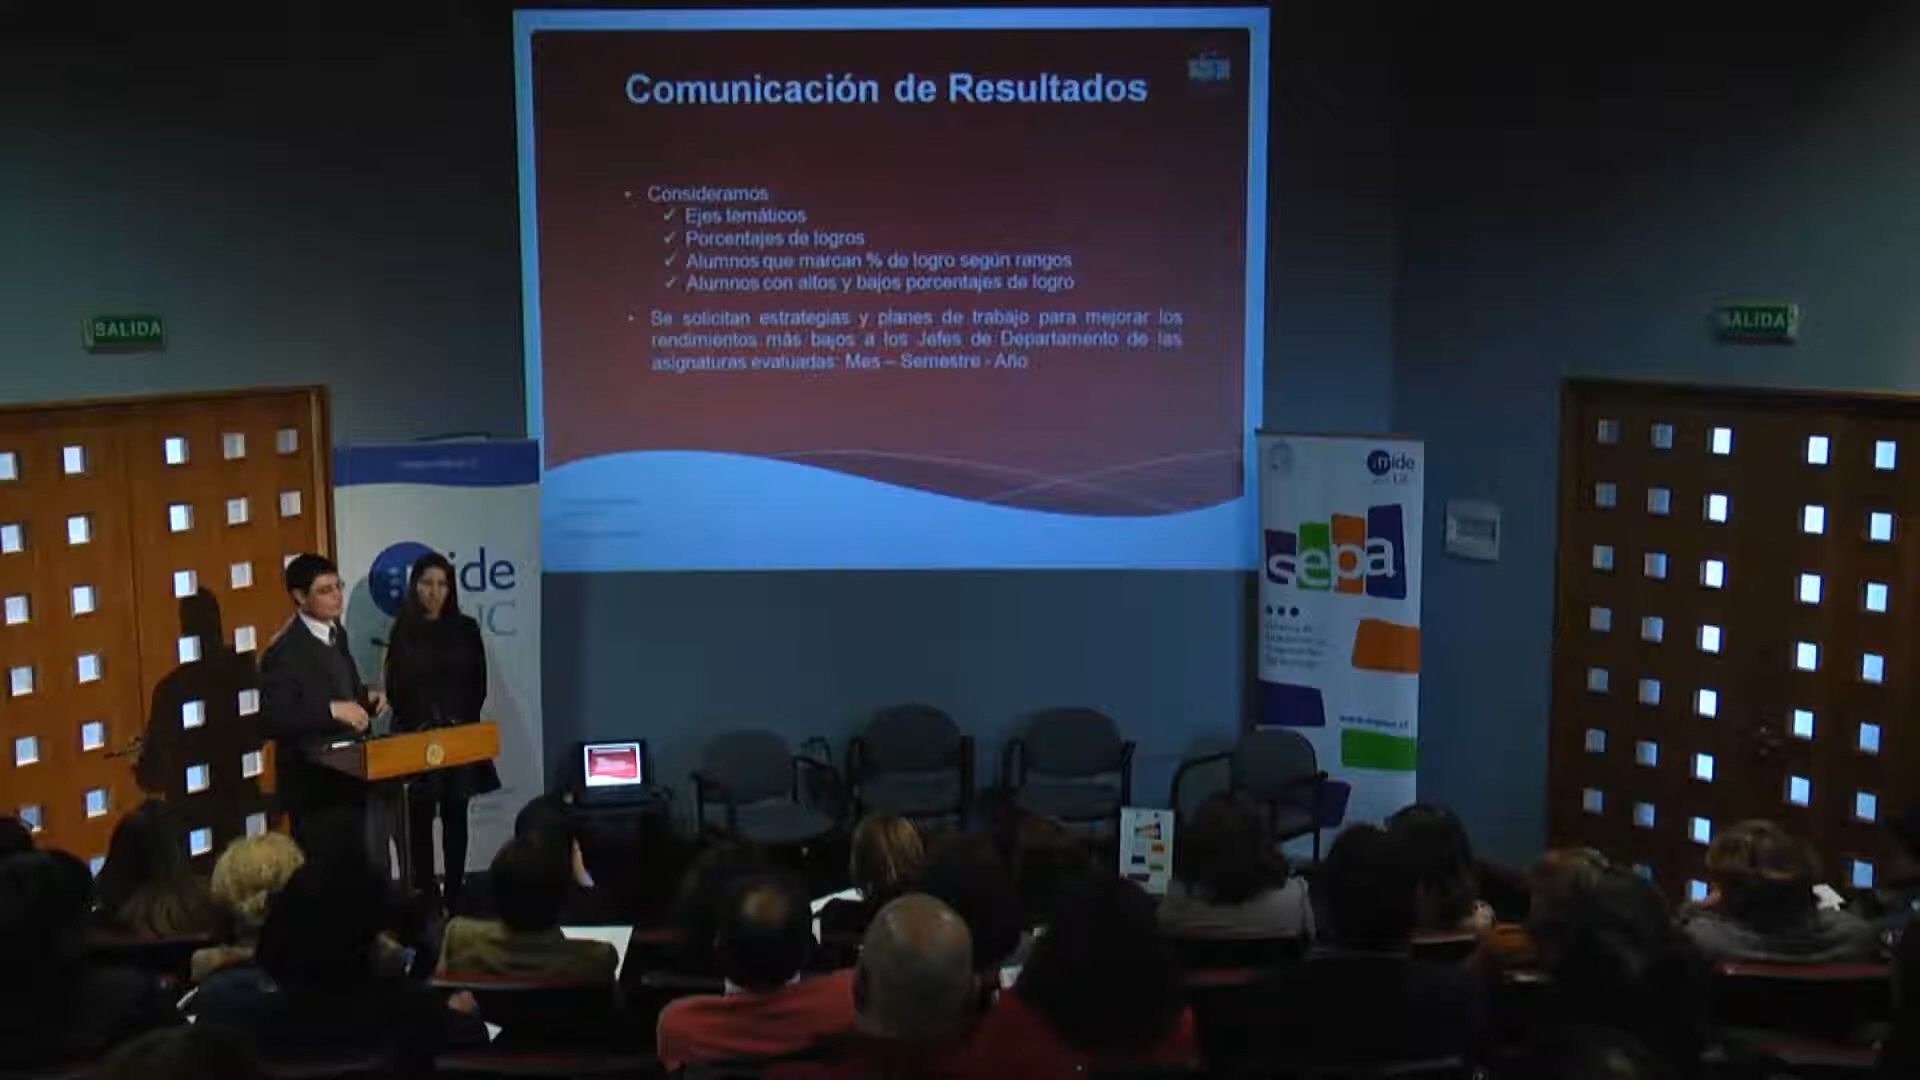 Comunicación de Resultados
• Consideramos
✓ Ejes temáticos
✓ Porcentajes de logros
✓ Alumnos que marcan % de logro según rangos
✓ Alumnos con altos y bajos porcentajes de logro
• Se solicitan estrategias y planes de trabajo para mejorar los
rendimientos más bajos a los Jefes de Departamento de las
asignaturas evaluadas: Mes – Semestre - Año
SALIDA
SALIDA
mide
UC
mide
UC
sepa